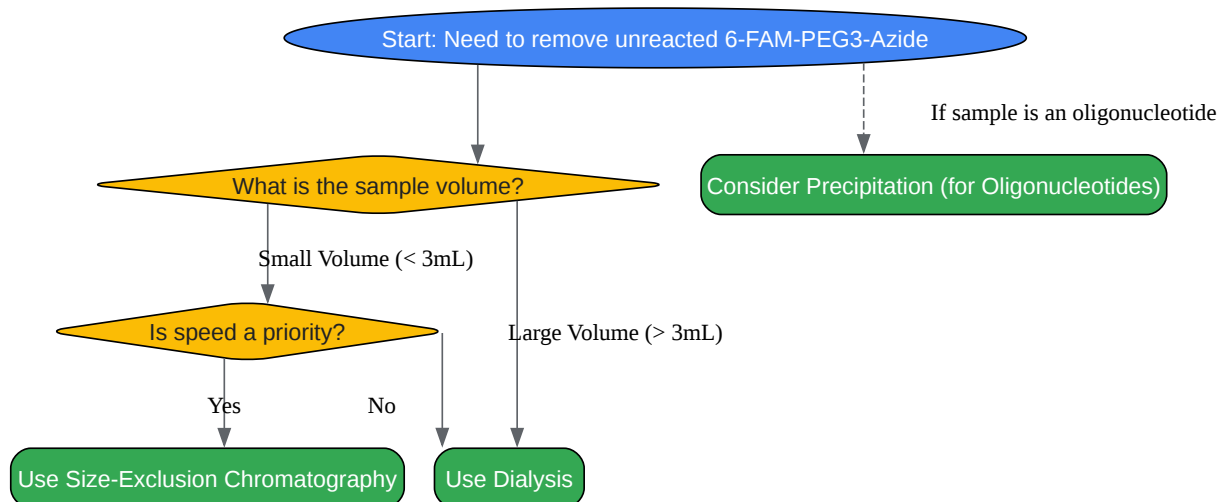 Start: Need to remove unreacted 6-FAM-PEG3-Azide
If sample is an oligonucleotide
What is the sample volume?
Consider Precipitation (for Oligonucleotides)
Small Volume (< 3mL)
Is speed a priority?
Large Volume (> 3mL)
Yes
No
Use Size-Exclusion Chromatography
Use Dialysis